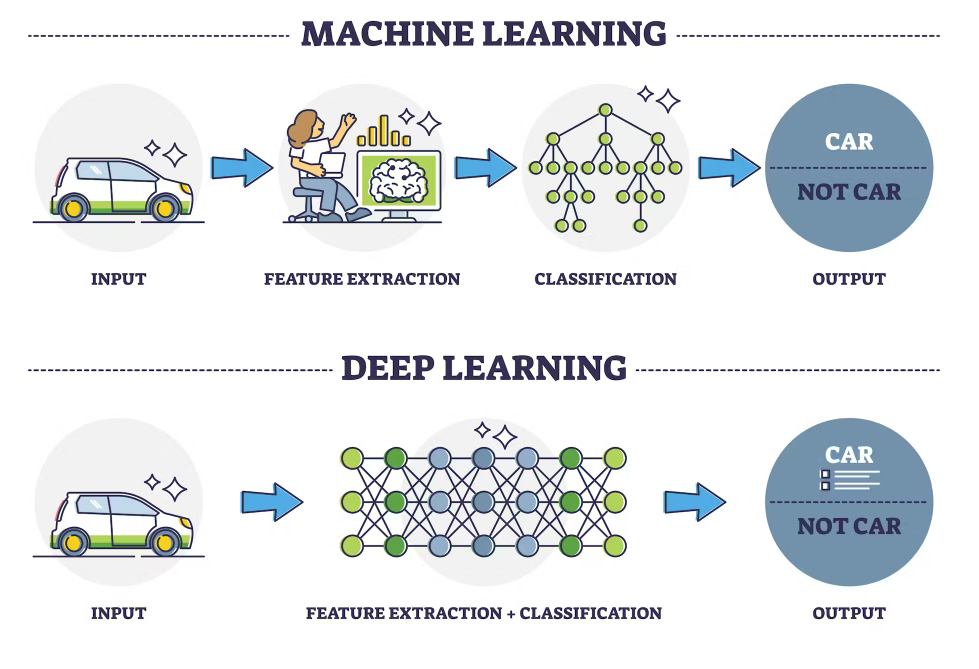 MACHINE LEARNING
CAR
NOT CAR
INPUT
FEATURE EXTRACTION
CLASSIFICATION
OUTPUT
DEEP LEARNING
CAR
NOT CAR
INPUT
FEATURE EXTRACTION + CLASSIFICATION
OUTPUT